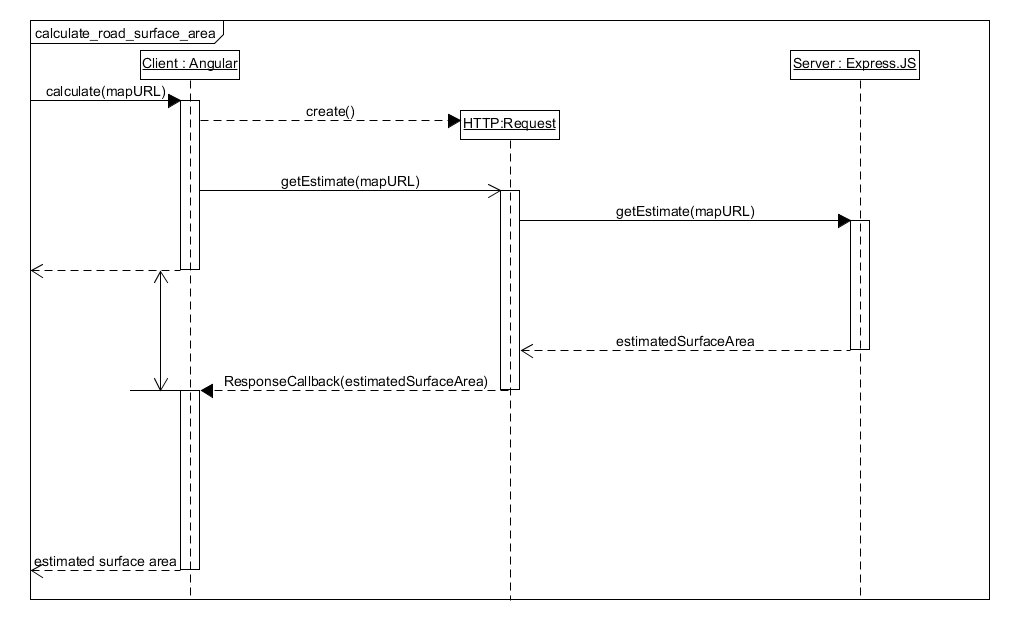 calculate_road_surface_area
Client : Angular
Server : Express.JS
calculate(mapURL)
create()
HTTP:Request
getEstimate(mapURL)
getEstimate(mapURL)
estimatedSurfaceArea
ResponseCallback(estimatedSurfaceArea)
estimated surface area